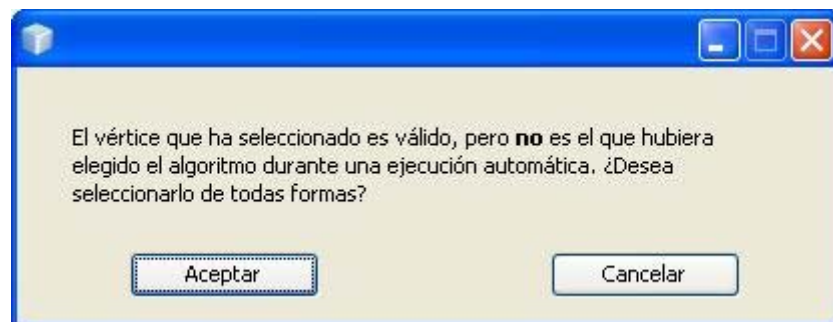 El vértice que ha seleccionado es válido, pero no es el que hubiera
elegido el algoritmo durante una ejecución automática. ¿Desea
seleccionarlo de todas formas?
Aceptar
Cancelar